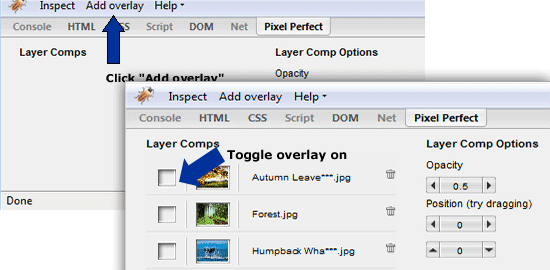 Inspect Add overlay Help
Console HTML CSS Script DOM Net Pixel Perfect
Layer Comps Layer Comp Options
Opacity
Click "Add overlay"
Done
Inspect Add overlay Help
Console HTML CSS Script DOM Net Pixel Perfect
Layer Comps Layer Comp Options
Toggle overlay on
Opacity
Autumn Leave***.jpg 0.5
Position (try dragging)
Forest.jpg 0
Humpback Wha***.jpg 0